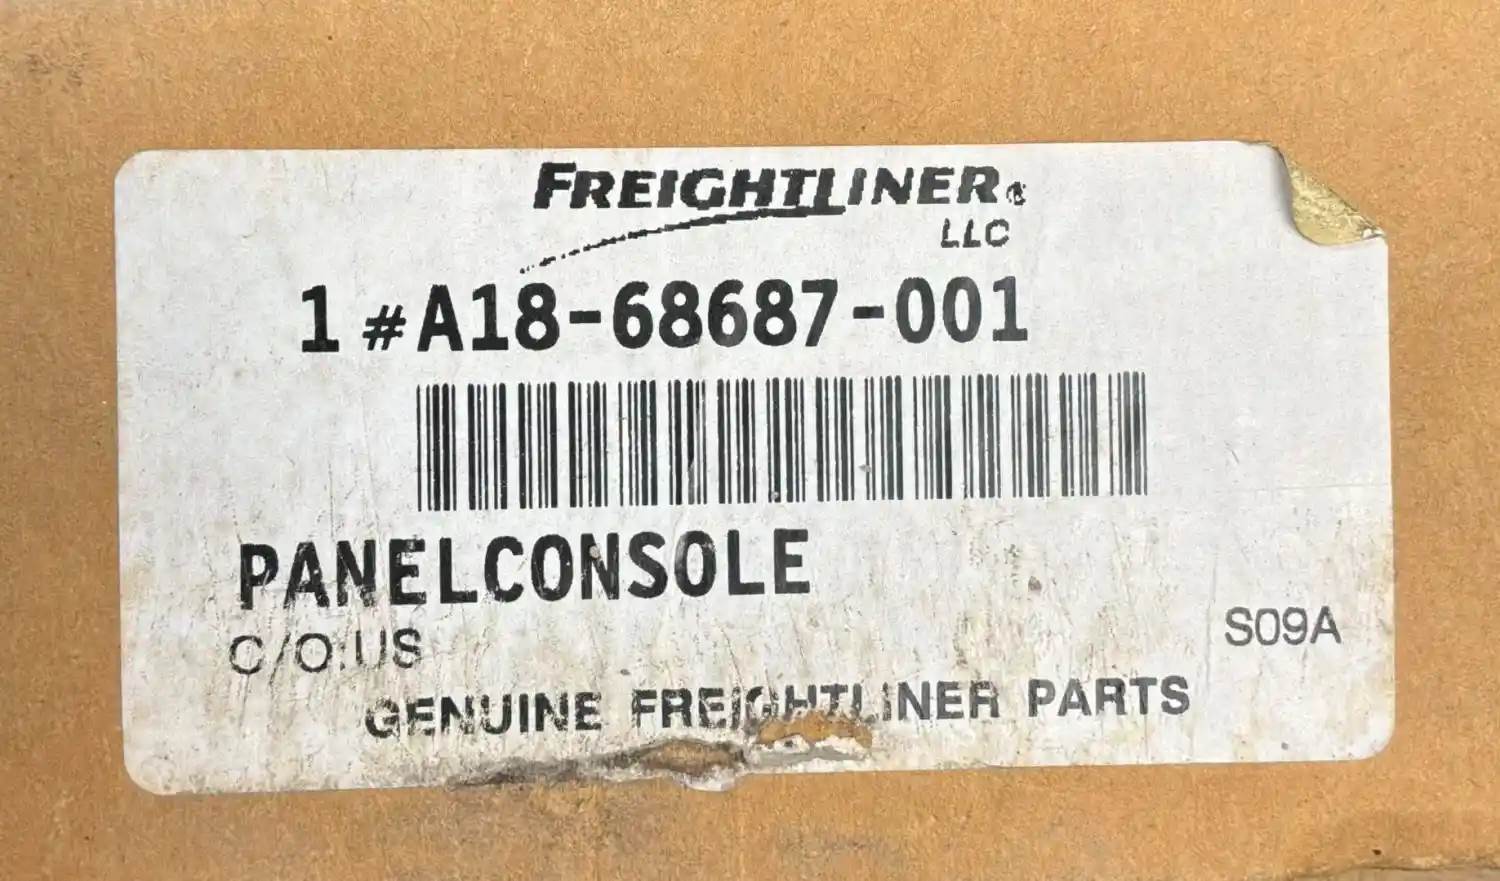 FREIGHTLINER®
LLC
1 #A18-68687-001
PANELCONSOLE
C/O:US
S09A
GENUINE FREIGHTLINER PARTS